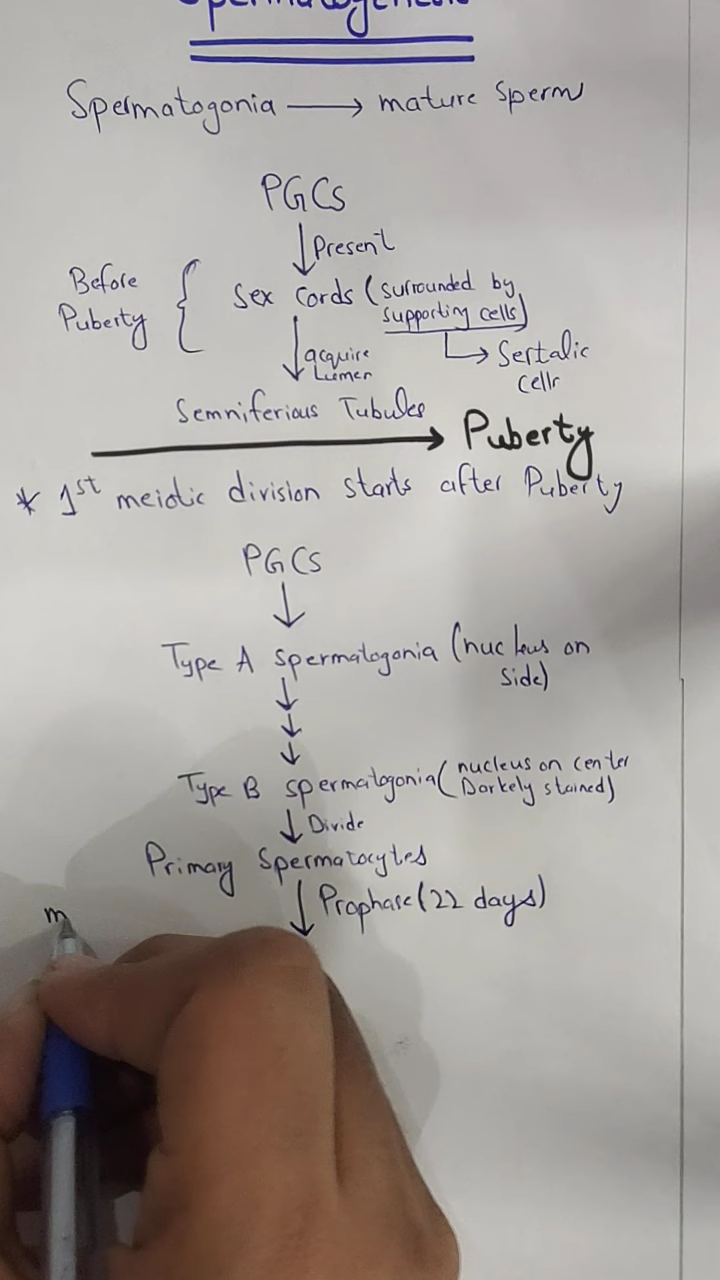 Spermatogenesis
Spermatogonia → mature Sperm
PGCs
↓ Present
Before
Puberty { Sex Cords (surrounded by
supporting cells)
↳ Sertalic
cells
↓ acquire
Lumen
Semniferious Tubules
→ Puberty
* 1st meiotic division starts after Puberty
PGCs
↓
Type A spermatogonia (nucleus on
side)
↓
↓
↓
Type B spermatogonia (nucleus on center
Darkely stained)
↓ Divide
Primary Spermatocytes
↓ Prophase (22 days)
m